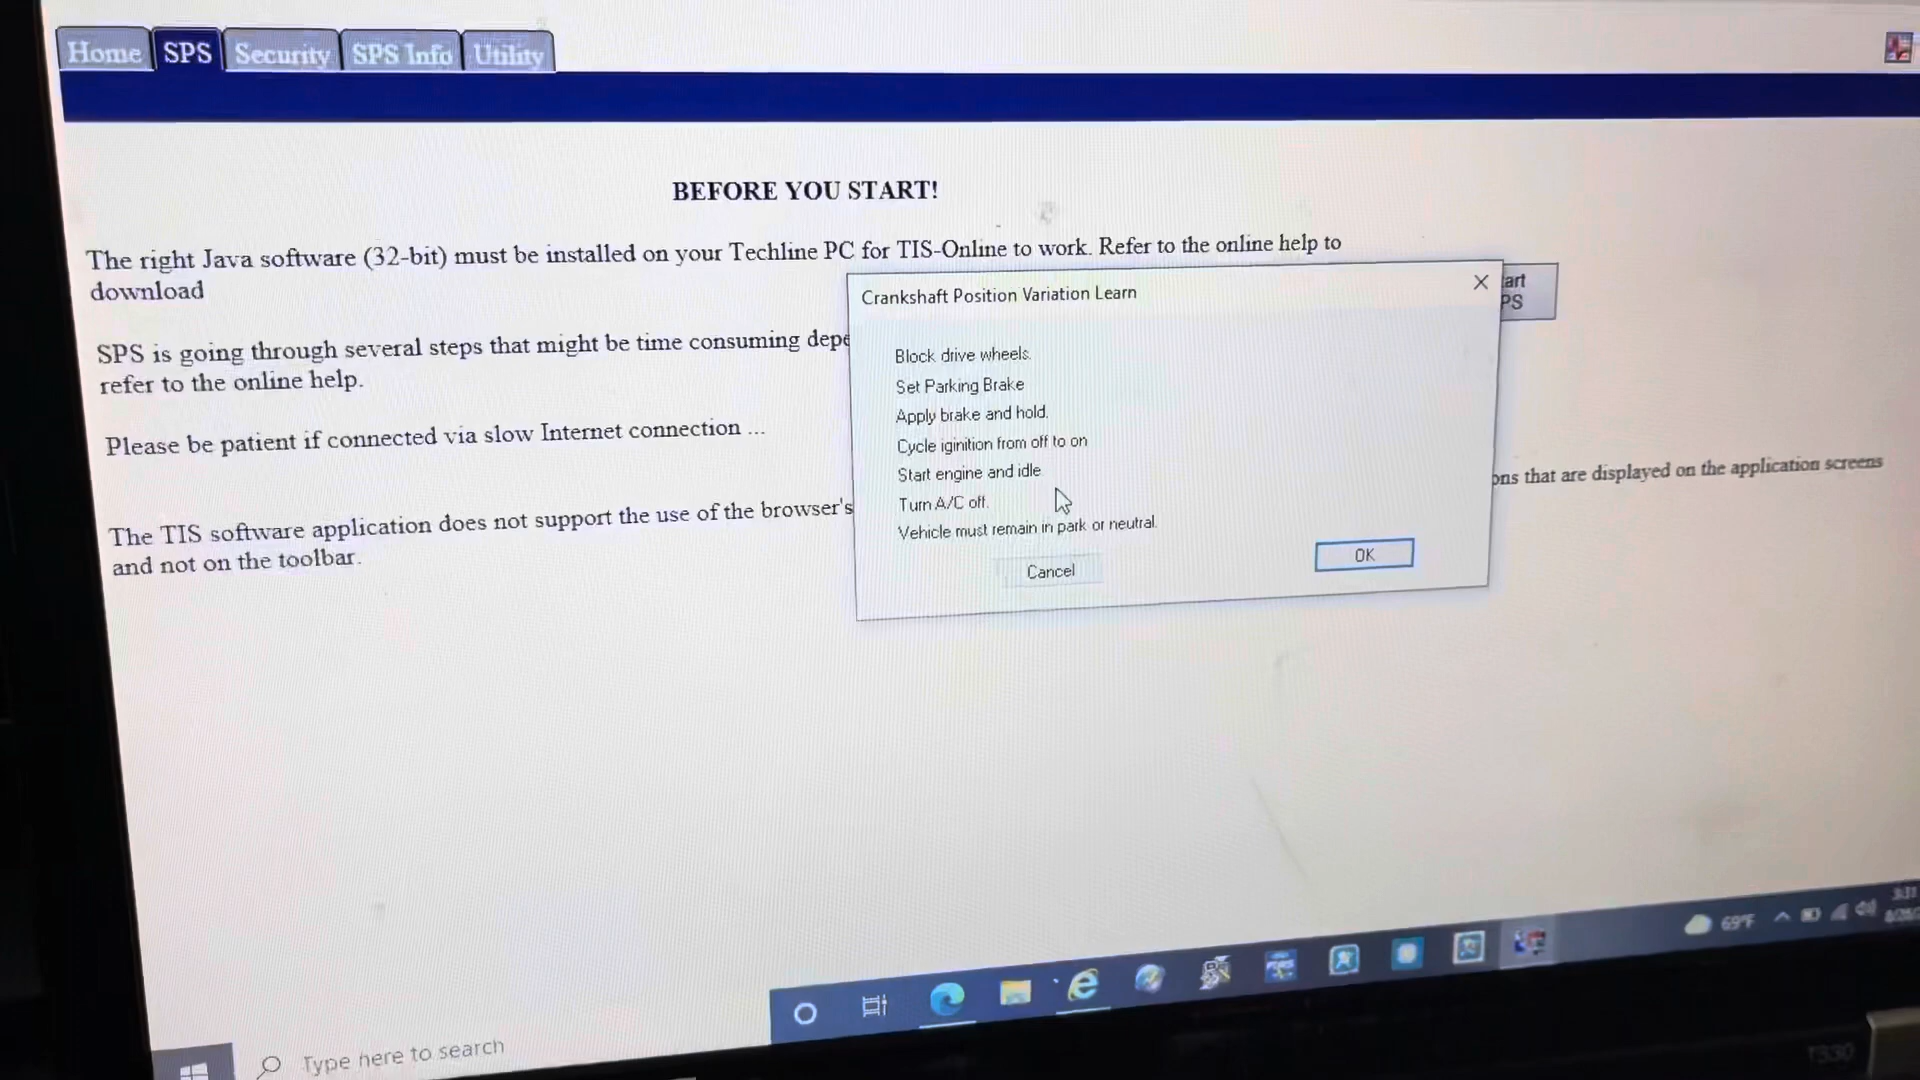 Home SPS Security SPS Info Utility
BEFORE YOU START!
The right Java software (32-bit) must be installed on your Techline PC for TIS-Online to work. Refer to the online help to
download
SPS is going through several steps that might be time consuming depe
refer to the online help.
Please be patient if connected via slow Internet connection ...
The TIS software application does not support the use of the browser's
and not on the toolbar.
ons that are displayed on the application screens
art
PS
Crankshaft Position Variation Learn
Block drive wheels.
Set Parking Brake
Apply brake and hold.
Cycle iginition from off to on
Start engine and idle
Turn A/C off.
Vehicle must remain in park or neutral.
Cancel OK
Type here to search
69°F
3:31
T530